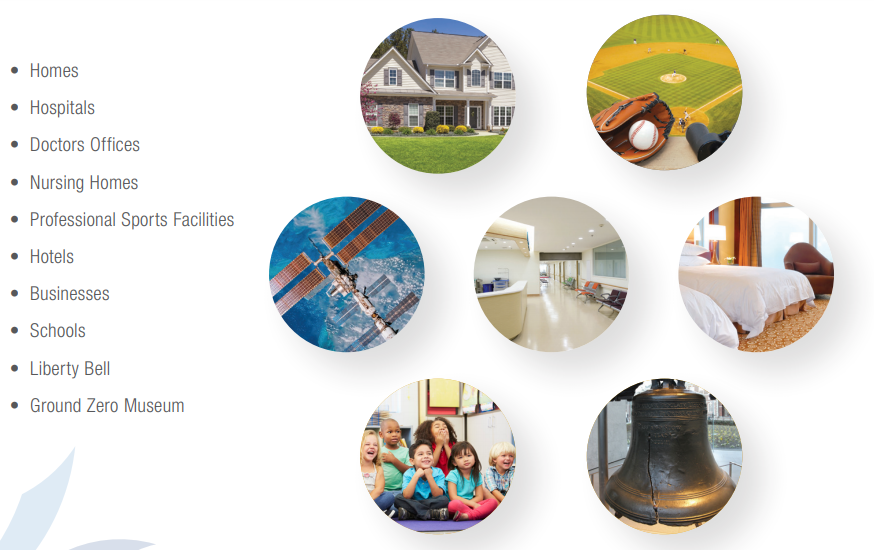 Homes
Hospitals
Doctors Offices
Nursing Homes
Professional Sports Facilities
Hotels
Businesses
Schools
Liberty Bell
Ground Zero Museum